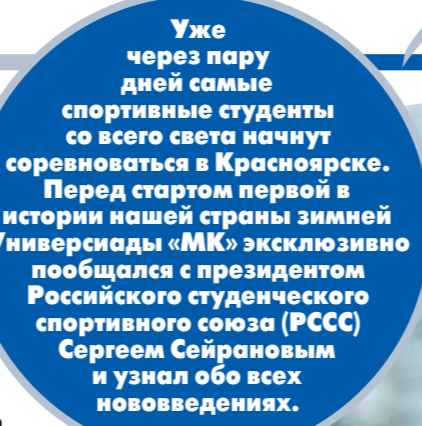 Уже
через пару
дней самые
спортивные студенты
со всего света начнут
соревноваться в Красноярске.
Перед стартом первой в
истории нашей страны зимней
Универсиады «МК» эксклюзивно
пообщался с президентом
Российского студенческого
спортивного союза (РССС)
Сергеем Сейрановым
и узнал обо всех
нововведениях.